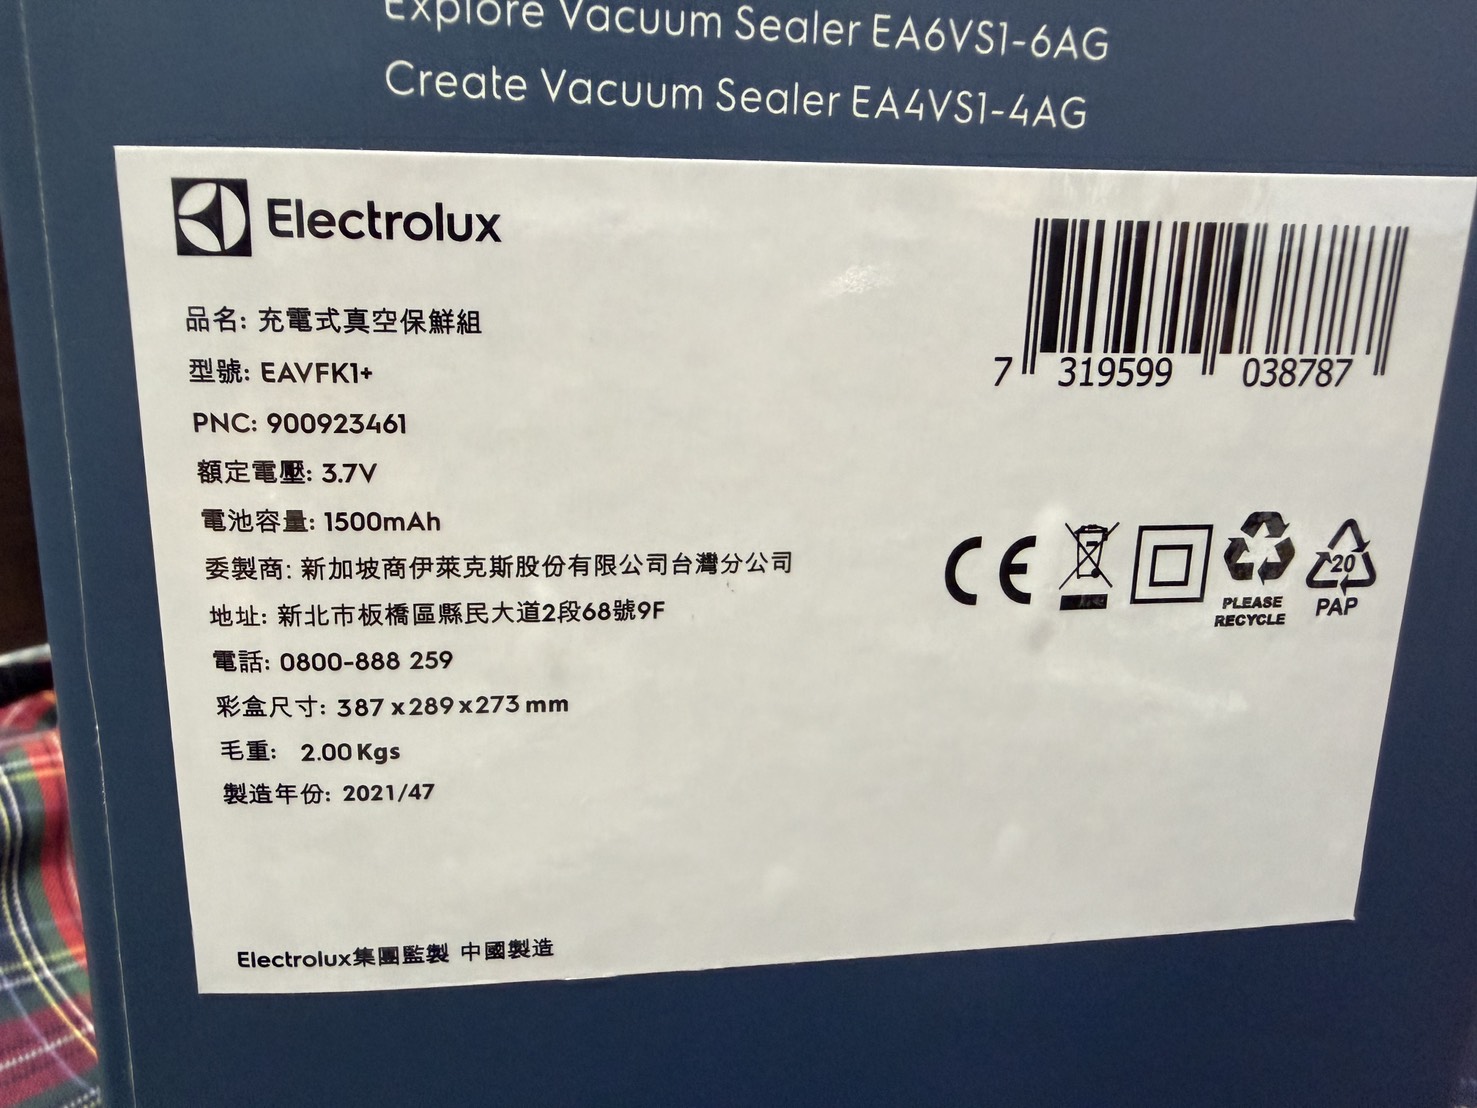 Explore Vacuum Sealer EA6VS1-6AG
Create Vacuum Sealer EA4VS1-4AG
Electrolux
品名: 充電式真空保鮮組
型號: EAVFK1+
PNC: 900923461
額定電壓: 3.7V
電池容量: 1500mAh
委製商: 新加坡商伊萊克斯股份有限公司台灣分公司
地址: 新北市板橋區縣民大道2段68號9F
電話: 0800-888 259
彩盒尺寸: 387 x289x273 mm
毛重: 2.00 Kgs
製造年份: 2021/47
Electrolux集團監製 中國製造
7 319599 038787
CE
PLEASE
RECYCLE
20
PAP